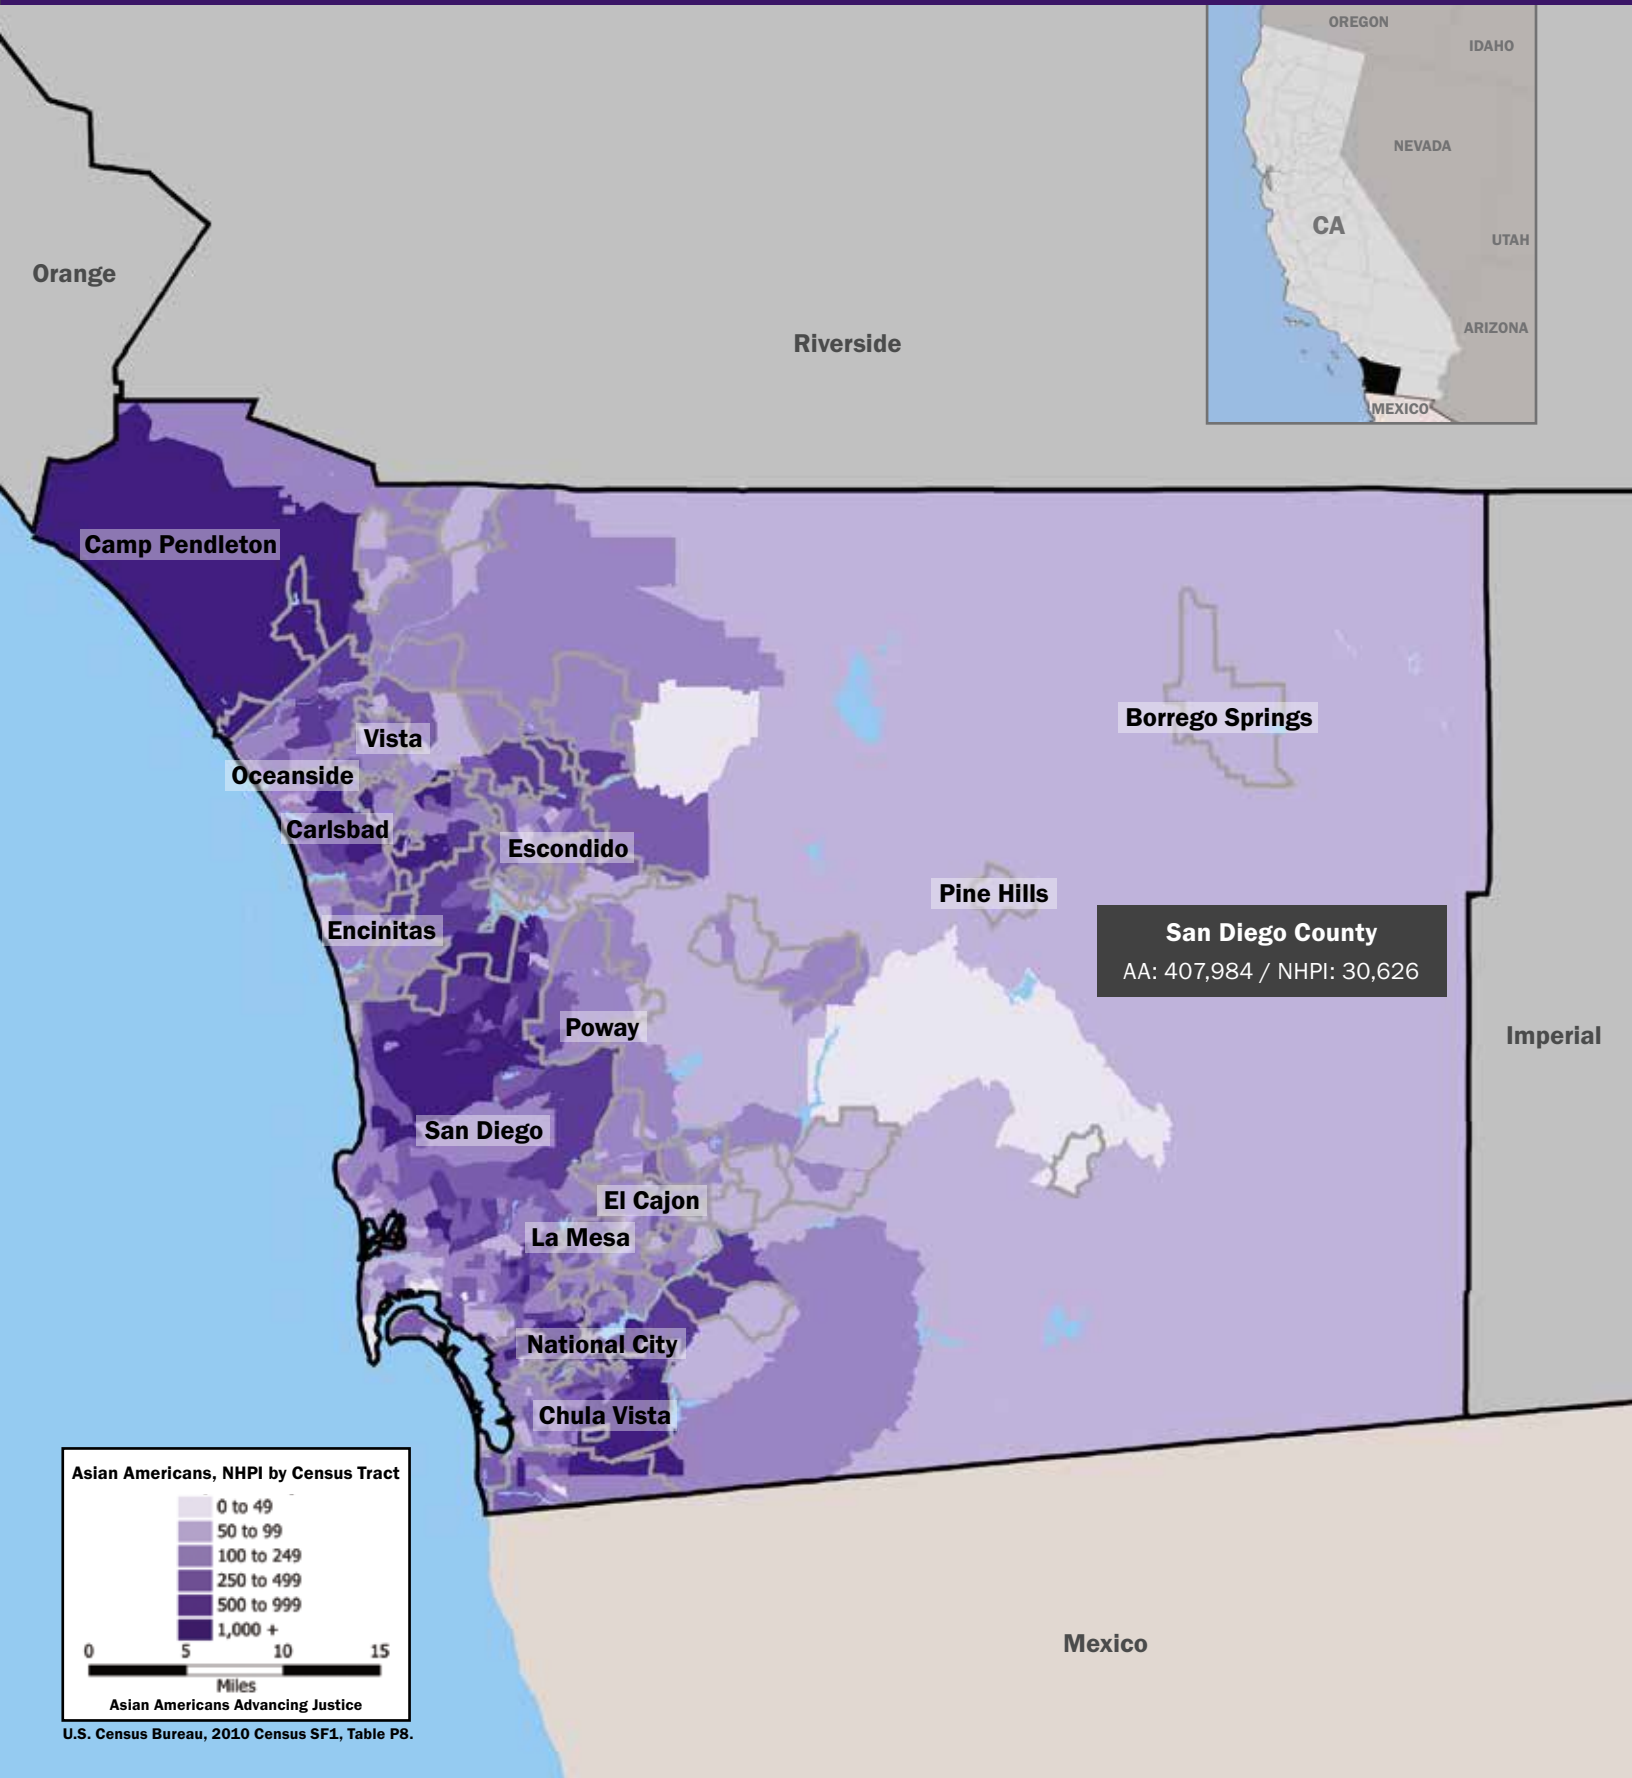 OREGON
IDAHO
NEVADA
CA
UTAH
ARIZONA
MEXICO
Orange
Riverside
Camp Pendleton
Vista
Borrego Springs
Oceanside
Carlsbad
Escondido
Pine Hills
Encinitas
San Diego County
AA: 407,984 / NHPI: 30,626
Poway
Imperial
San Diego
El Cajon
La Mesa
National City
Chula Vista
Asian Americans, NHPI by Census Tract
0 to 49
50 to 99
100 to 249
250 to 499
500 to 999
1,000 +
0 5 10 15
Miles
Asian Americans Advancing Justice
U.S. Census Bureau, 2010 Census SF1, Table P8.
Mexico